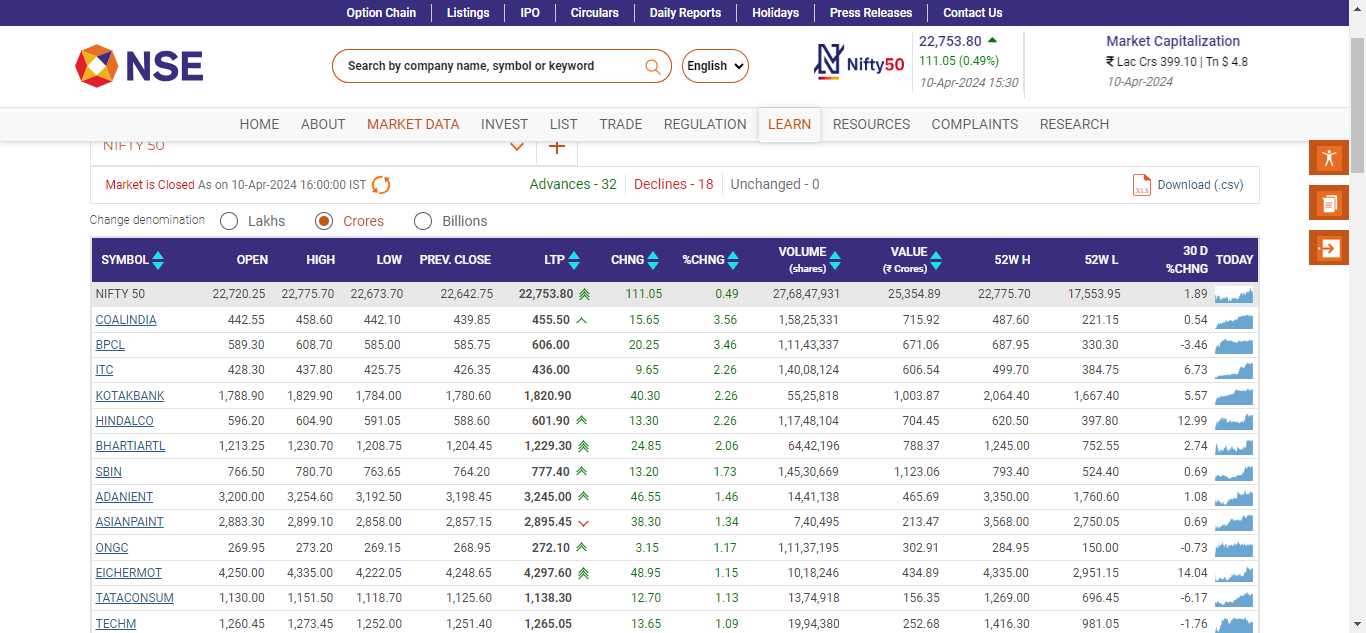 Option Chain Listings IPO Circulars Daily Reports Holidays Press Releases Contact Us
NSE
Search by company name, symbol or keyword
English
Nifty50
22,753.80
111.05 (0.49%)
10-Apr-2024 15:30
Market Capitalization
₹ Lac Crs 399.10 | Tn $ 4.8
10-Apr-2024
HOME ABOUT MARKET DATA INVEST LIST TRADE REGULATION LEARN RESOURCES COMPLAINTS RESEARCH
NIFTY 50
Market is Closed As on 10-Apr-2024 16:00:00 IST Advances - 32 Declines - 18 Unchanged - 0 XLS Download (.csv)
Change denomination Lakhs Crores Billions
SYMBOL OPEN HIGH LOW PREV. CLOSE LTP CHNG %CHNG VOLUME (shares) VALUE (₹ Crores) 52W H 52W L 30 D %CHNG TODAY
NIFTY 50 22,720.25 22,775.70 22,673.70 22,642.75 22,753.80 111.05 0.49 27,68,47,931 25,354.89 22,775.70 17,553.95 1.89
COALINDIA 442.55 458.60 442.10 439.85 455.50 15.65 3.56 1,58,25,331 715.92 487.60 221.15 0.54
BPCL 589.30 608.70 585.00 585.75 606.00 20.25 3.46 1,11,43,337 671.06 687.95 330.30 -3.46
ITC 428.30 437.80 425.75 426.35 436.00 9.65 2.26 1,40,08,124 606.54 499.70 384.75 6.73
KOTAKBANK 1,788.90 1,829.90 1,784.00 1,780.60 1,820.90 40.30 2.26 55,25,818 1,003.87 2,064.40 1,667.40 5.57
HINDALCO 596.20 604.90 591.05 588.60 601.90 13.30 2.26 1,17,48,104 704.45 620.50 397.80 12.99
BHARTIARTL 1,213.25 1,230.70 1,208.75 1,204.45 1,229.30 24.85 2.06 64,42,196 788.37 1,245.00 752.55 2.74
SBIN 766.50 780.70 763.65 764.20 777.40 13.20 1.73 1,45,30,669 1,123.06 793.40 524.40 0.69
ADANIENT 3,200.00 3,254.60 3,192.50 3,198.45 3,245.00 46.55 1.46 14,41,138 465.69 3,350.00 1,760.60 1.08
ASIANPAINT 2,883.30 2,899.10 2,858.00 2,857.15 2,895.45 38.30 1.34 7,40,495 213.47 3,568.00 2,750.05 0.69
ONGC 269.95 273.20 269.15 268.95 272.10 3.15 1.17 1,11,37,195 302.91 284.95 150.00 -0.73
EICHERMOT 4,250.00 4,335.00 4,222.05 4,248.65 4,297.60 48.95 1.15 10,18,246 434.89 4,335.00 2,951.15 14.04
TATACONSUM 1,130.00 1,151.50 1,118.70 1,125.60 1,138.30 12.70 1.13 13,74,918 156.35 1,269.00 696.45 -6.17
TECHM 1,260.45 1,273.45 1,252.00 1,251.40 1,265.05 13.65 1.09 19,94,380 252.68 1,416.30 981.05 -1.76